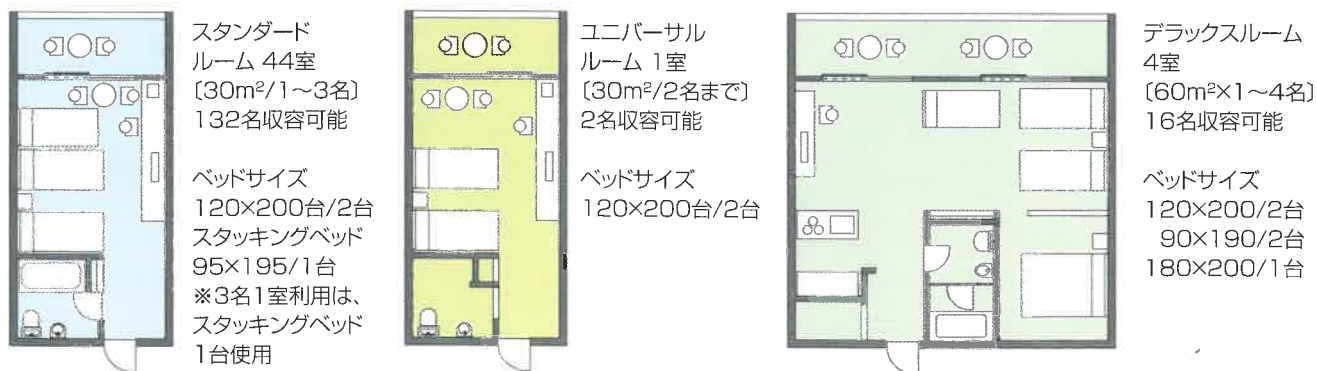 スタンダード
ルーム 44室
〔30m²/1〜3名〕
132名収容可能
ベッドサイズ
120×200台/2台
スタッキングベッド
95×195/1台
※3名1室利用は、
スタッキングベッド
1台使用
ユニバーサル
ルーム 1室
〔30m²/2名まで〕
2名収容可能
ベッドサイズ
120×200台/2台
デラックスルーム
4室
〔60m²×1〜4名〕
16名収容可能
ベッドサイズ
120×200/2台
90×190/2台
180×200/1台